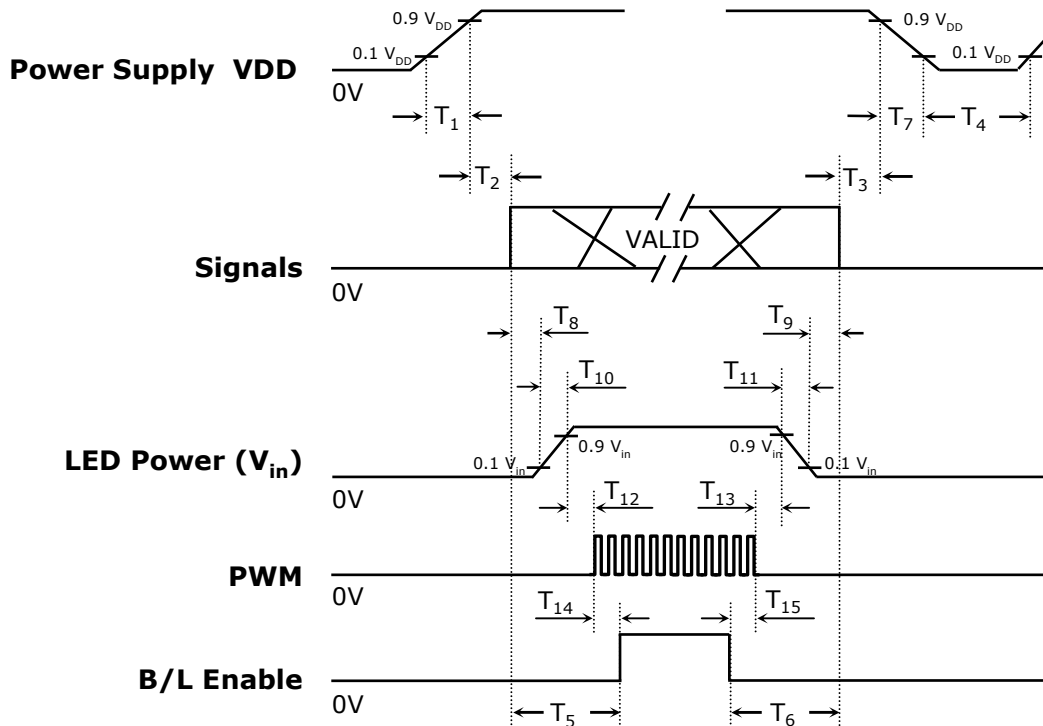 0.9 V_DD
0.9 V_DD
0.1 V_DD
0.1 V_DD
Power Supply VDD
0V
T_1
T_7
T_4
T_2
T_3
VALID
Signals
0V
T_8
T_9
T_10
T_11
0.9 V_in
0.9 V_in
LED Power (V_in)
0.1 V_in
0.1 V_in
0V
T_12
T_13
PWM
0V
T_14
T_15
B/L Enable
0V
T_5
T_6